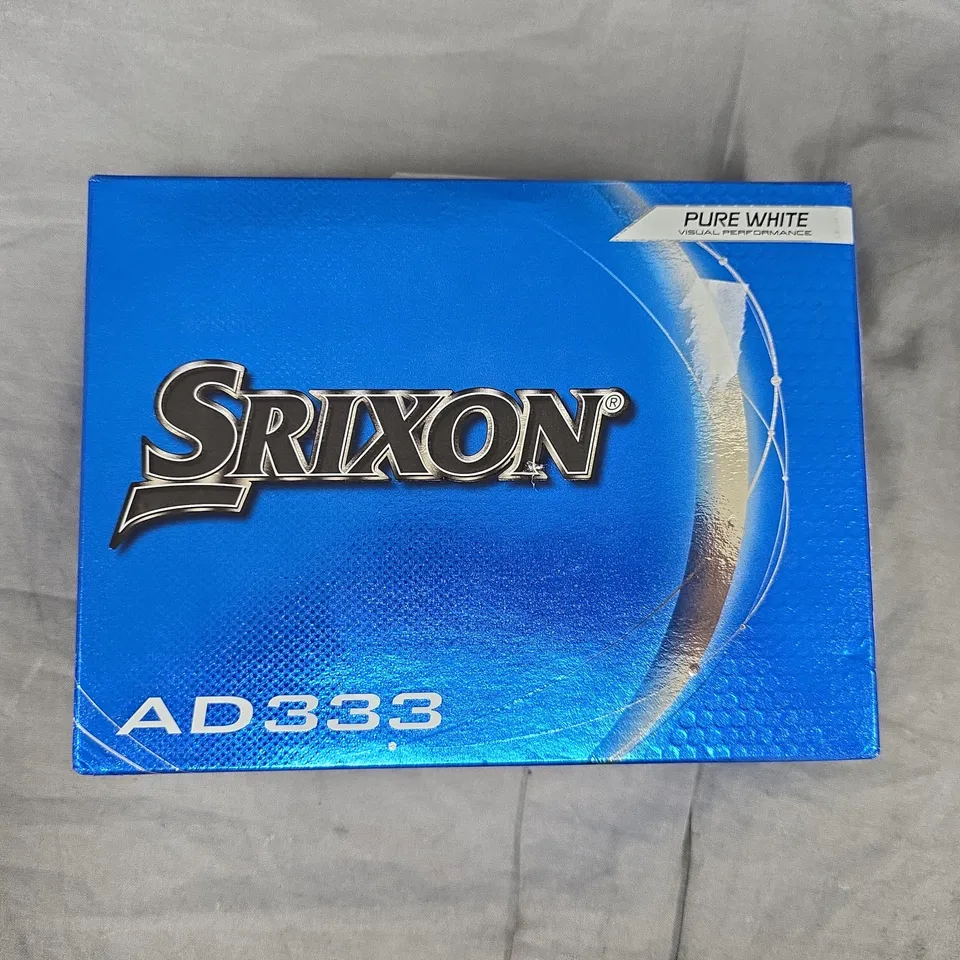 PURE WHITE
VISUAL PERFORMANCE
SRIXON®
AD333